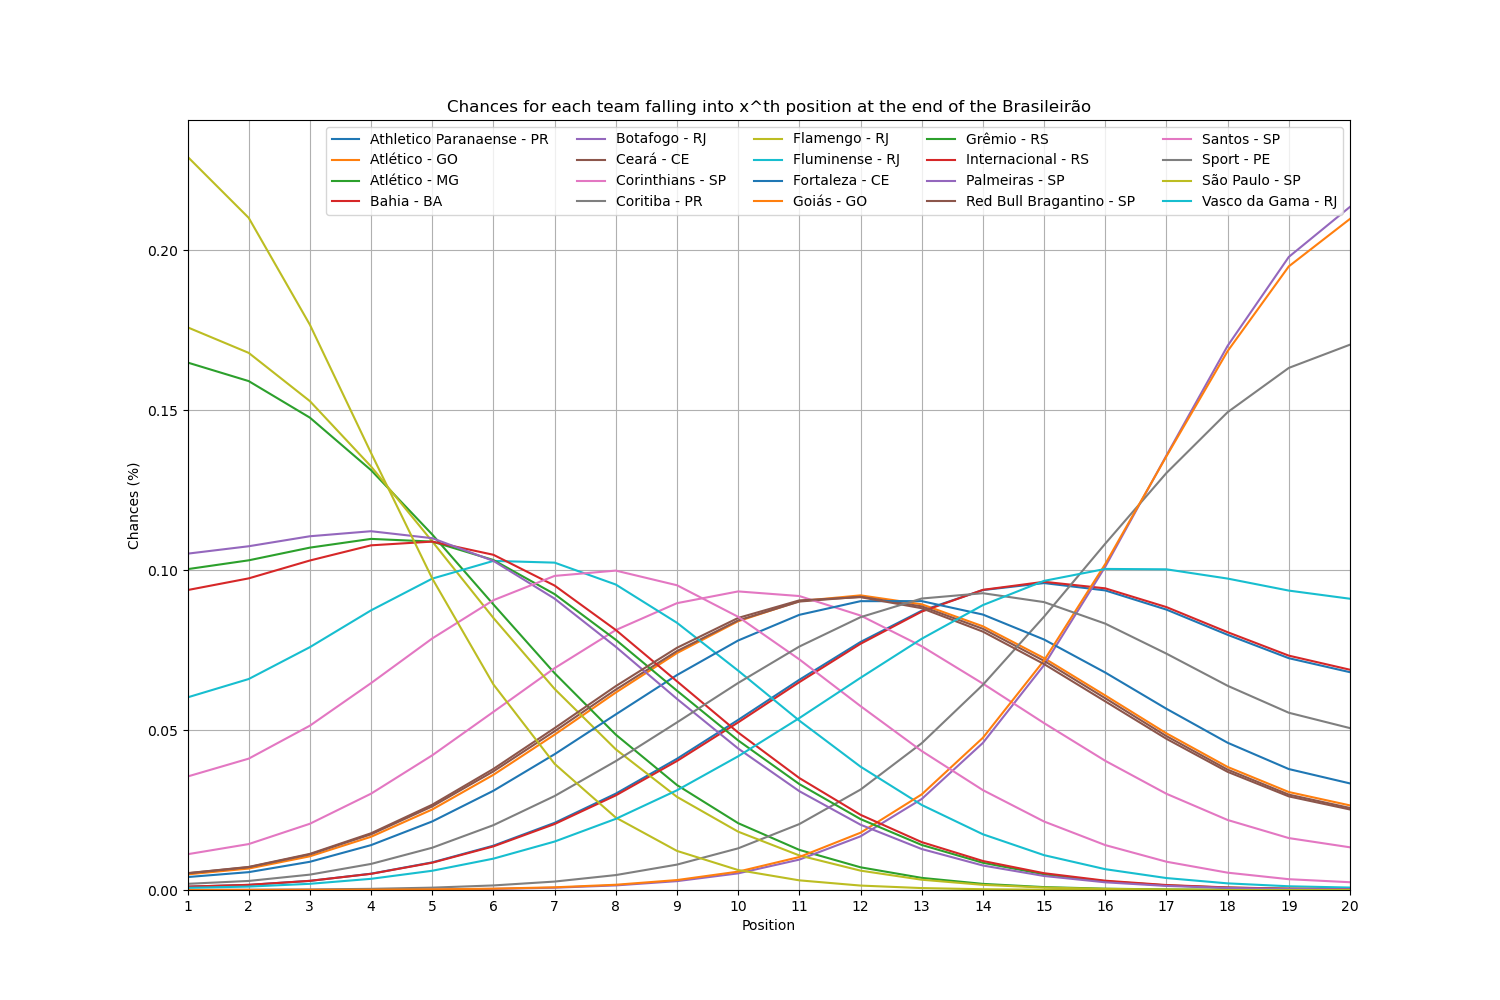 Chances for each team falling into x^th position at the end of the Brasileirão
Athletico Paranaense - PR
Atlético - GO
Atlético - MG
Bahia - BA
Botafogo - RJ
Ceará - CE
Corinthians - SP
Coritiba - PR
Flamengo - RJ
Fluminense - RJ
Fortaleza - CE
Goiás - GO
Grêmio - RS
Internacional - RS
Palmeiras - SP
Red Bull Bragantino - SP
Santos - SP
Sport - PE
São Paulo - SP
Vasco da Gama - RJ
Chances (%)
0.20
0.15
0.10
0.05
0.00
1 2 3 4 5 6 7 8 9 10 11 12 13 14 15 16 17 18 19 20
Position